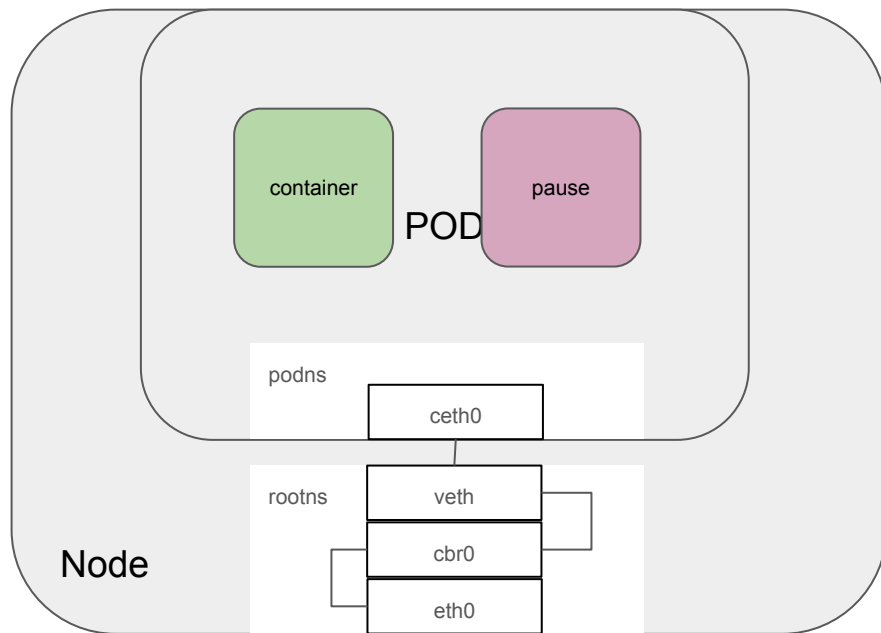 container
pause
POD
podns
ceth0
rootns
veth
cbr0
Node
eth0